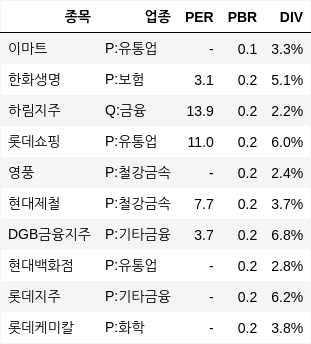 종목 업종 PER PBR DIV
이마트 P:유통업 - 0.1 3.3%
한화생명 P:보험 3.1 0.2 5.1%
하림지주 Q:금융 13.9 0.2 2.2%
롯데쇼핑 P:유통업 11.0 0.2 6.0%
영풍 P:철강금속 - 0.2 2.4%
현대제철 P:철강금속 7.7 0.2 3.7%
DGB금융지주 P:기타금융 3.7 0.2 6.8%
현대백화점 P:유통업 - 0.2 2.8%
롯데지주 P:기타금융 - 0.2 6.2%
롯데케미칼 P:화학 - 0.2 3.8%